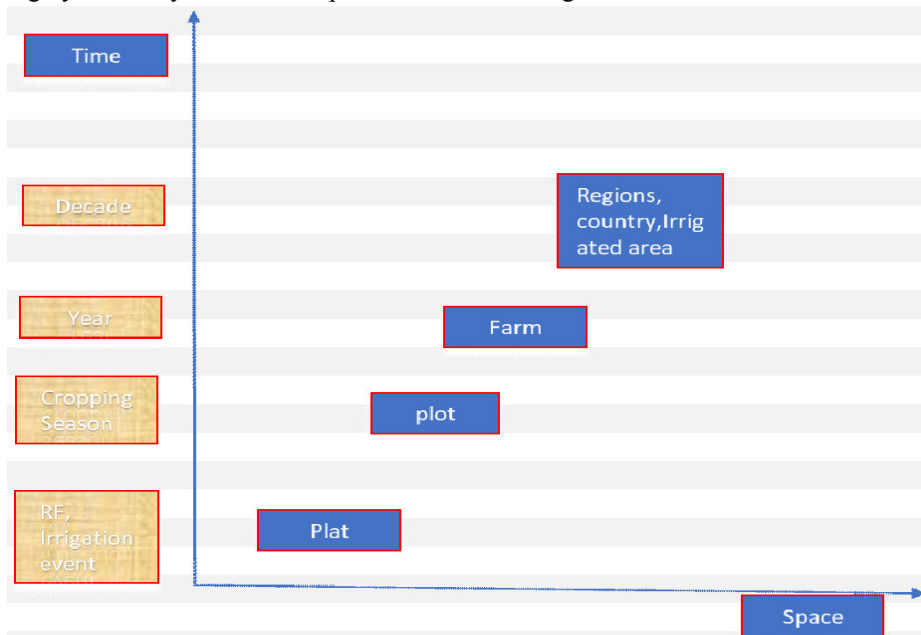 Time
Decade
Regions,
country,Irrig
ated area
Year
Farm
Cropping
Season
plot
RF,
Irrigation
event
Plat
Space